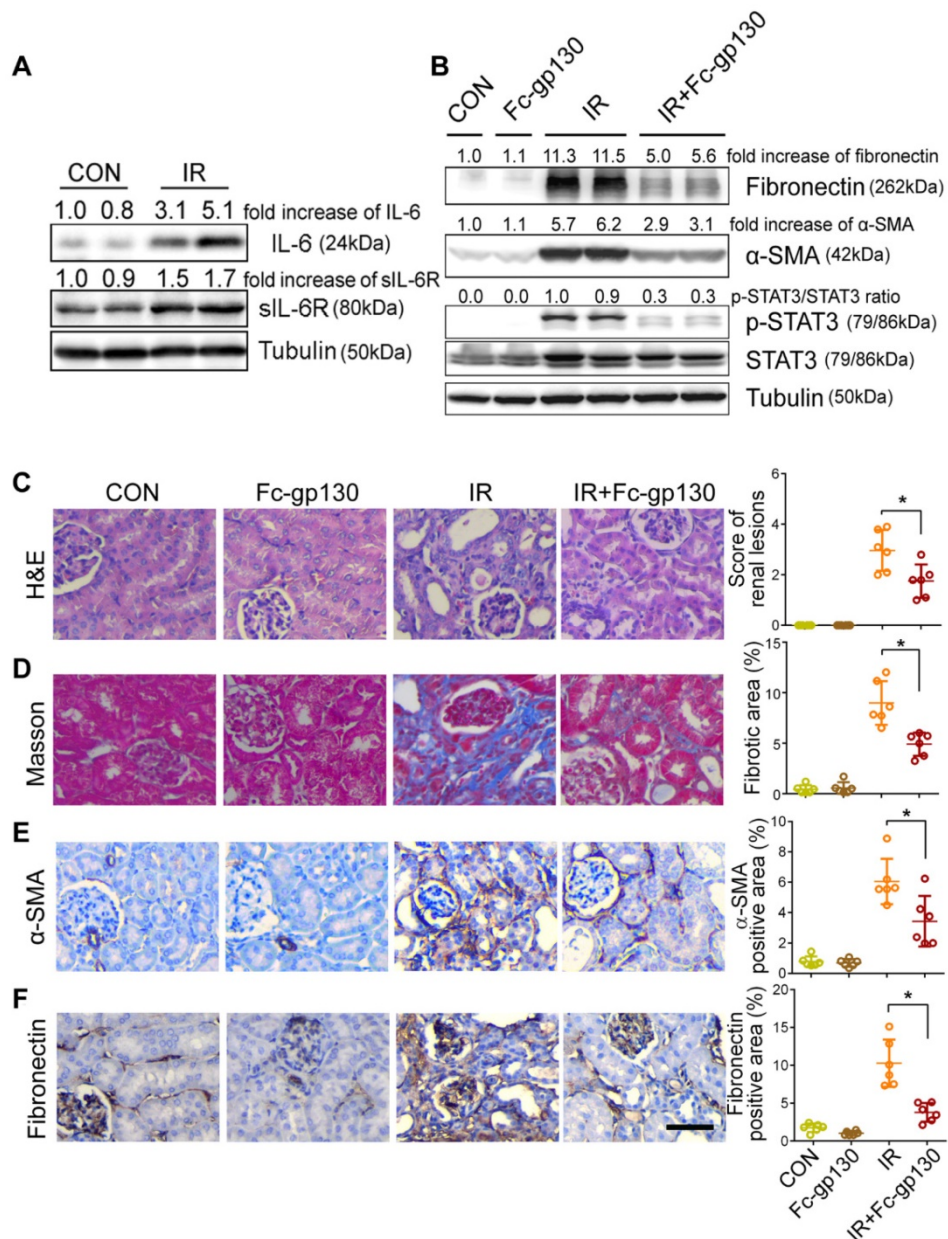 A
CON IR
1.0 0.8 3.1 5.1 fold increase of IL-6
IL-6 (24kDa)
1.0 0.9 1.5 1.7 fold increase of sIL-6R
sIL-6R (80kDa)
Tubulin (50kDa)
B
CON Fc-gp130 IR IR+Fc-gp130
1.0 1.1 11.3 11.5 5.0 5.6 fold increase of fibronectin
Fibronectin (262kDa)
1.0 1.1 5.7 6.2 2.9 3.1 fold increase of α-SMA
α-SMA (42kDa)
0.0 0.0 1.0 0.9 0.3 0.3 p-STAT3/STAT3 ratio
p-STAT3 (79/86kDa)
STAT3 (79/86kDa)
Tubulin (50kDa)
C
CON Fc-gp130 IR IR+Fc-gp130
H&E
Score of
renal lesions
6
4
2
0
*
D
Masson
Fibrotic area (%)
15
10
5
0
*
E
α-SMA
α-SMA
positive area (%)
10
8
6
4
2
0
*
F
Fibronectin
Fibronectin
positive area (%)
20
15
10
5
0
*
CON
Fc-gp130
IR
IR+Fc-gp130